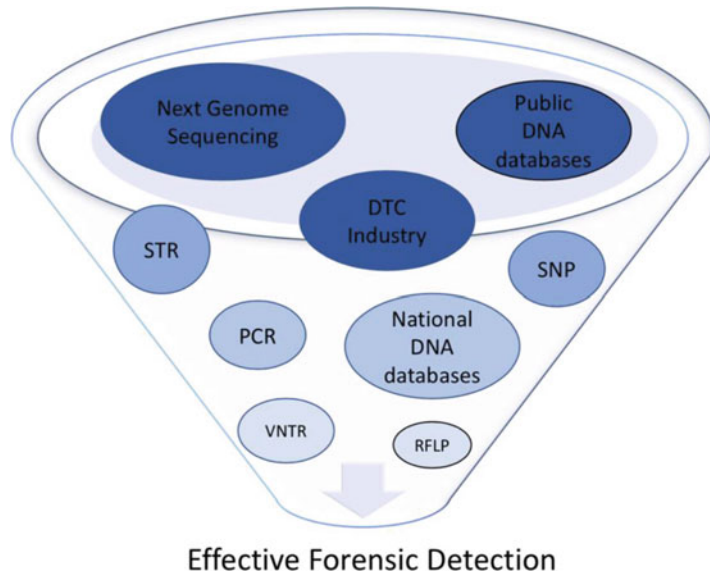 Next Genome
Sequencing
Public
DNA
databases
DTC
Industry
STR
SNP
PCR
National
DNA
databases
VNTR
RFLP
Effective Forensic Detection